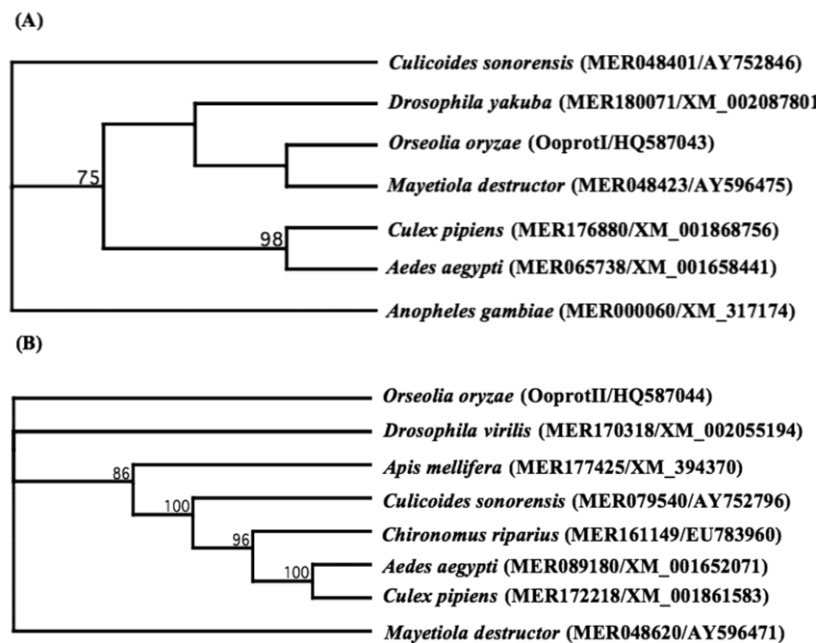 (A)
Culicoides sonorensis (MER048401/AY752846)
Drosophila yakuba (MER180071/XM_002087801
Orseolia oryzae (OoprotI/HQ587043)
75
Mayetiola destructor (MER048423/AY596475)
Culex pipiens (MER176880/XM_001868756)
98
Aedes aegypti (MER065738/XM_001658441)
Anopheles gambiae (MER000060/XM_317174)
(B)
Orseolia oryzae (OoprotII/HQ587044)
Drosophila virilis (MER170318/XM_002055194)
86
Apis mellifera (MER177425/XM_394370)
100
Culicoides sonorensis (MER079540/AY752796)
96
Chironomus riparius (MER161149/EU783960)
100
Aedes aegypti (MER089180/XM_001652071)
Culex pipiens (MER172218/XM_001861583)
Mayetiola destructor (MER048620/AY596471)